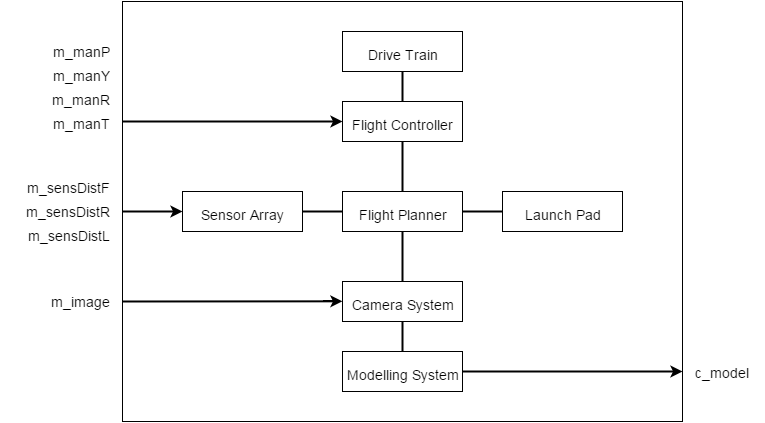 m_manP
Drive Train
m_manY
m_manR
m_manT
Flight Controller
m_sensDistF
m_sensDistR
Sensor Array
Flight Planner
Launch Pad
m_sensDistL
m_image
Camera System
Modelling System
c_model